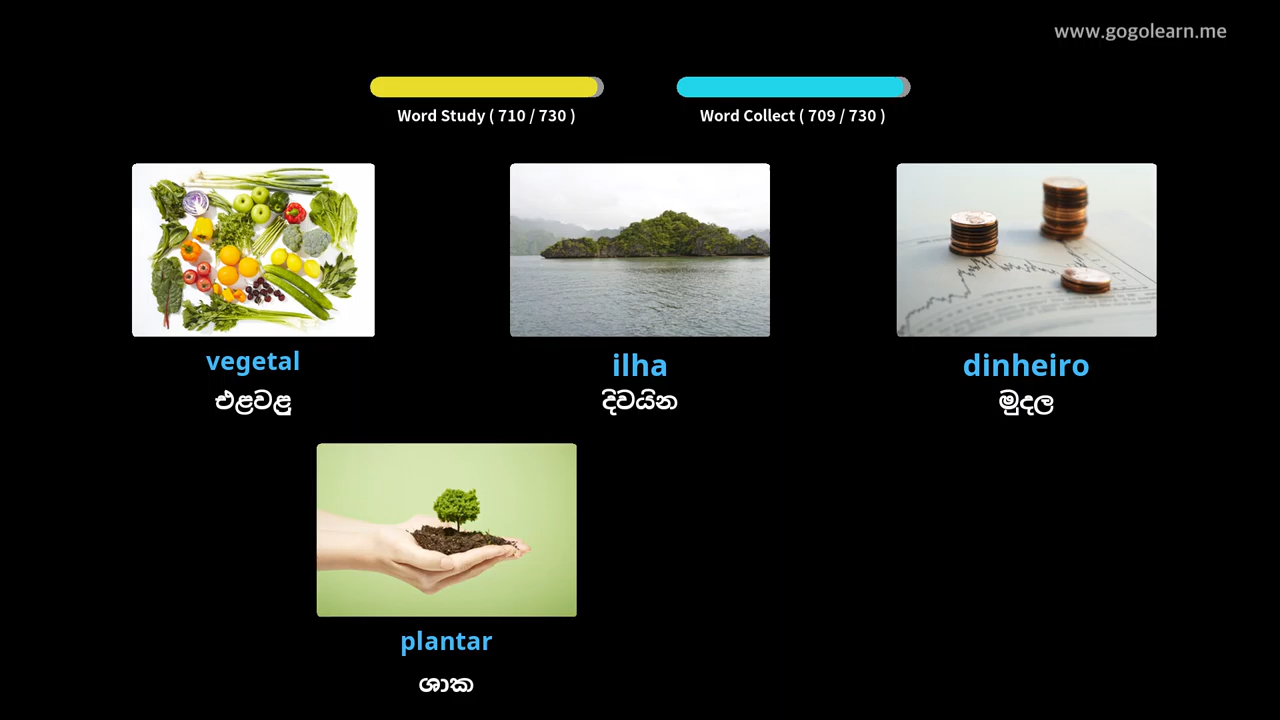 www.gogolearn.me
Word Study ( 710 / 730 )
Word Collect ( 709 / 730 )
vegetal
එළවළු
ilha
දිවයින
dinheiro
මුදල
plantar
ශාක